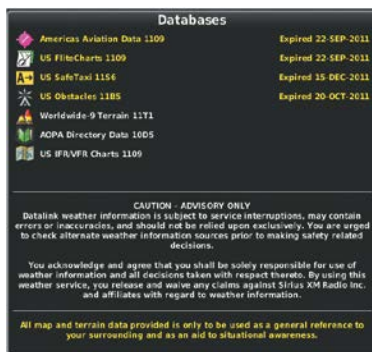 Databases
Americas Aviation Data 1109 Expired 22-SEP-2011
US FliteCharts 1109 Expired 22-SEP-2011
US SafeTaxi 11S6 Expired 15-DEC-2011
US Obstacles 11B5 Expired 20-OCT-2011
Worldwide-9 Terrain 11T1
AOPA Directory Data 10D5
US IFR/VFR Charts 1109
CAUTION - ADVISORY ONLY
Datalink weather information is subject to service interruptions, may contain
errors or inaccuracies, and should not be relied upon exclusively. You are urged
to check alternate weather information sources prior to making safety related
decisions.
You acknowledge and agree that you shall be solely responsible for use of
weather information and all decisions taken with respect thereto. By using this
weather service, you release and waive any claims against Sirius XM Radio Inc.
and affiliates with regard to weather information.
All map and terrain data provided is only to be used as a general reference to
your surrounding and as an aid to situational awareness.